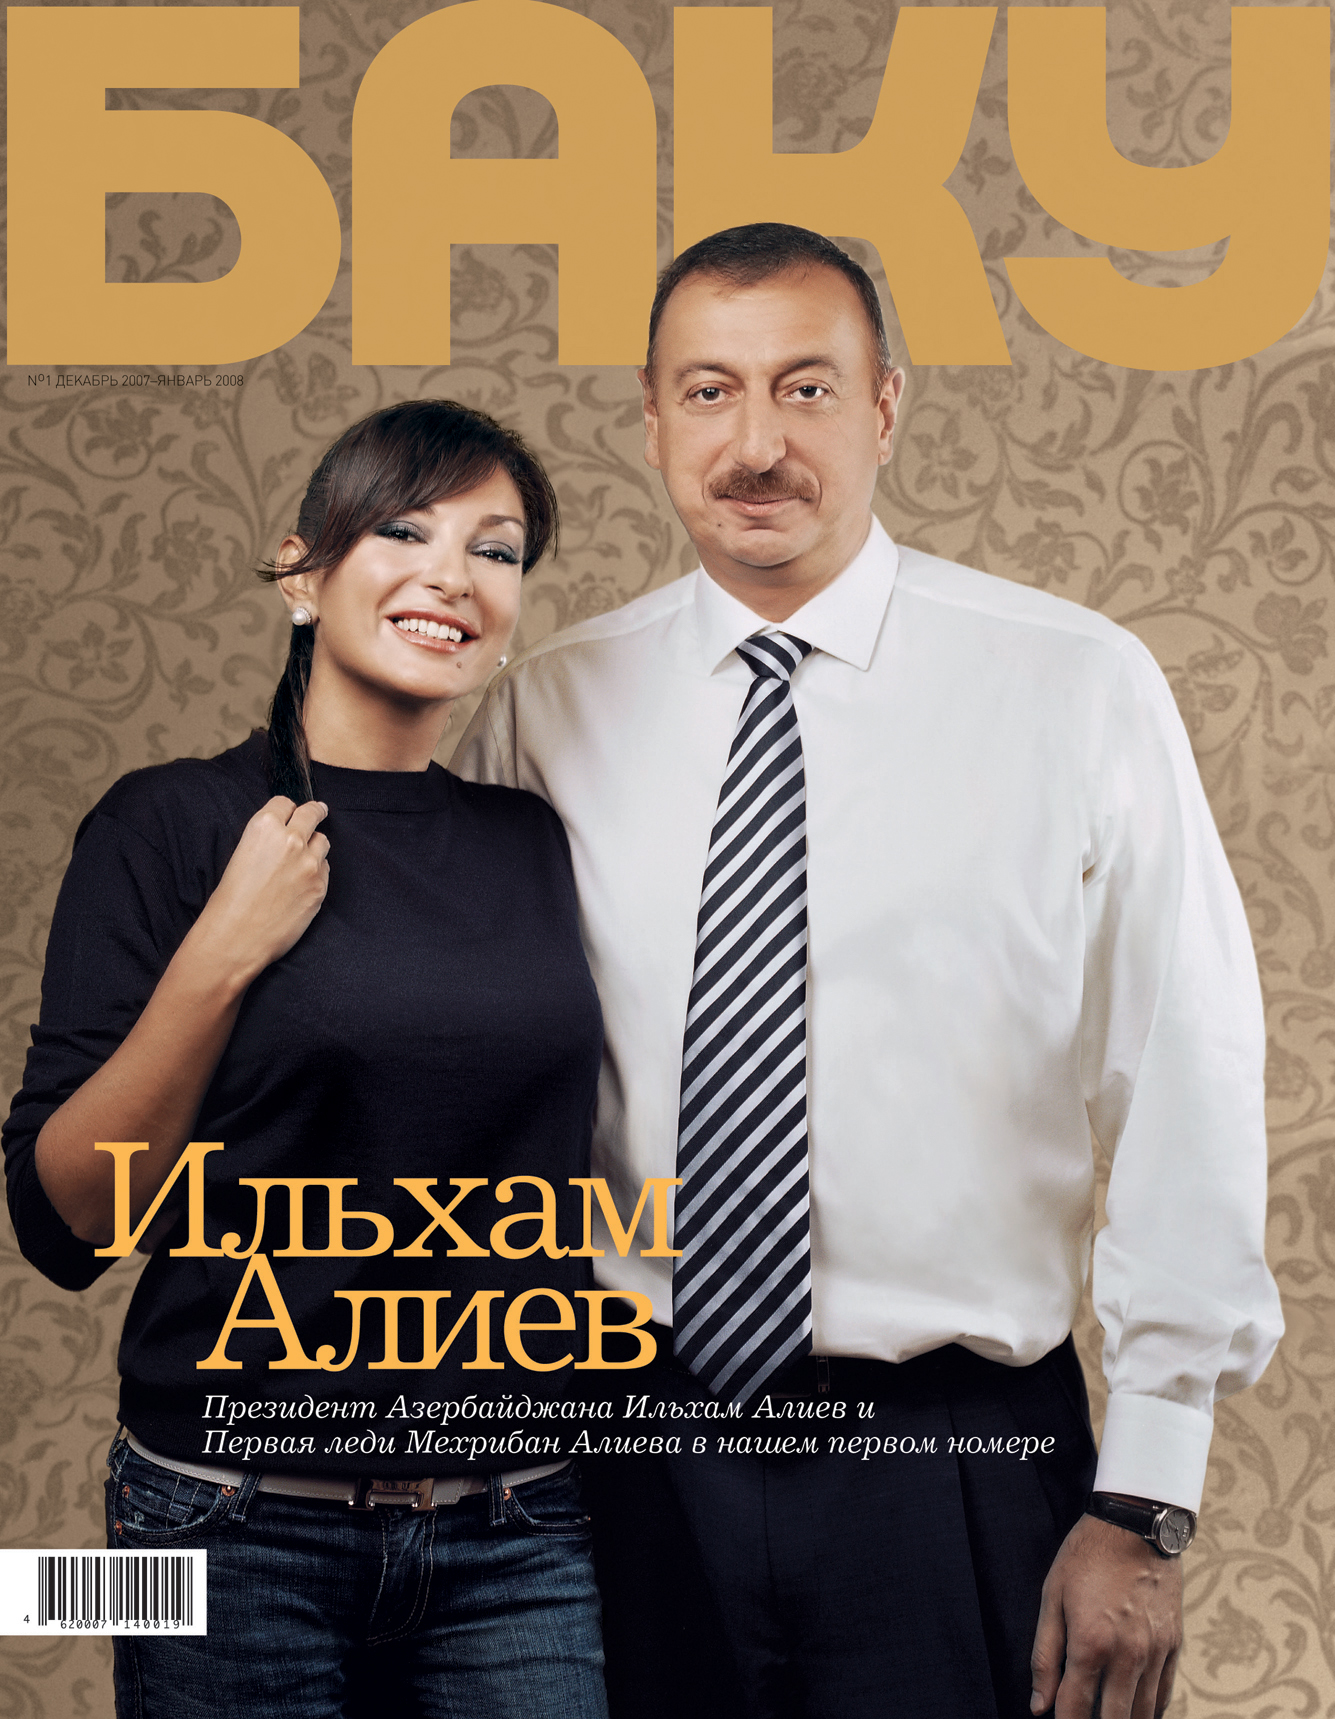 БАКУ
Nº1 ДЕКАБРЬ 2007–ЯНВАРЬ 2008
Ильхам
Алиев
Президент Азербайджана Ильхам Алиев и
Первая леди Мехрибан Алиева в нашем первом номере
4 620007 140019